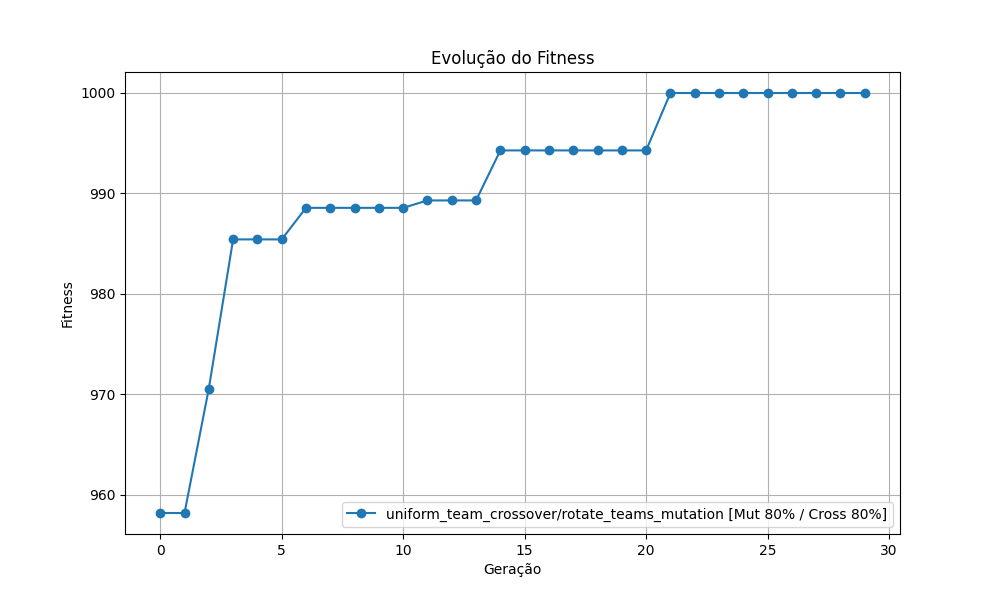 Evolução do Fitness
Fitness
1000
990
980
970
960
uniform_team_crossover/rotate_teams_mutation [Mut 80% / Cross 80%]
0 5 10 15 20 25 30
Geração